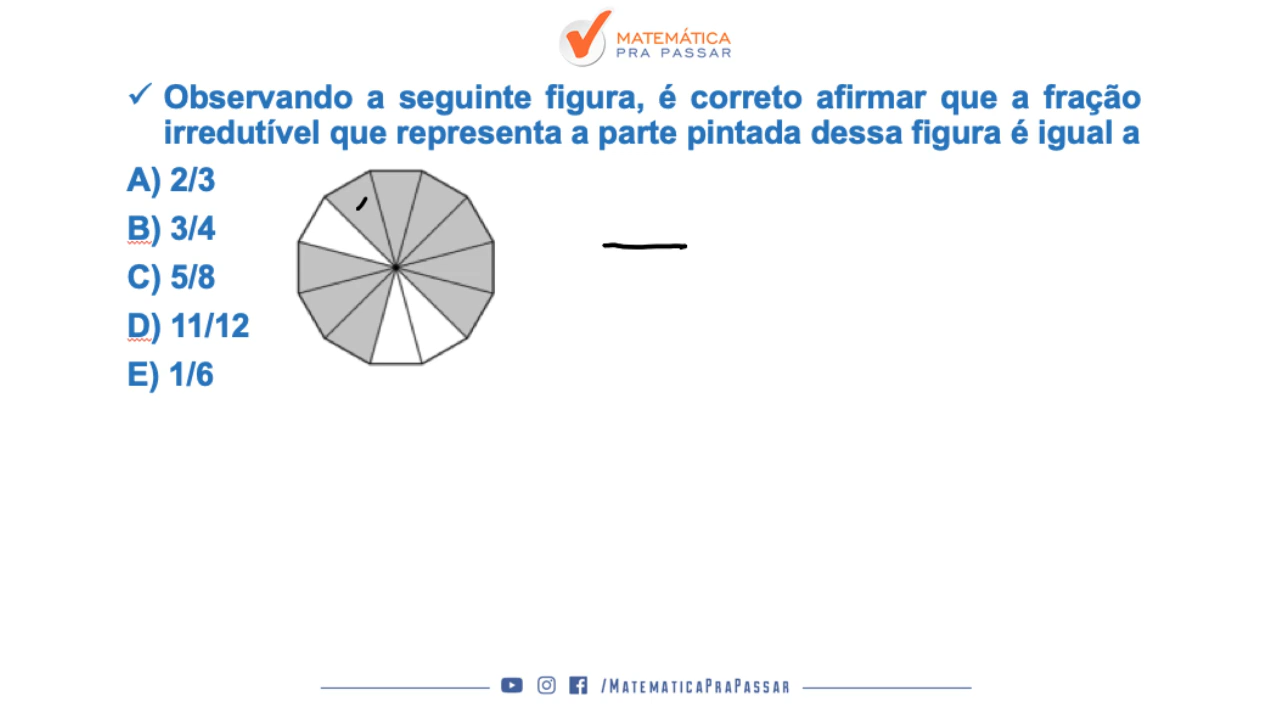 MATEMÁTICA
PRA PASSAR
✓ Observando a seguinte figura, é correto afirmar que a fração
irredutível que representa a parte pintada dessa figura é igual a
A) 2/3
B) 3/4
C) 5/8
D) 11/12
E) 1/6
/MATEMATICAPRAPASSAR